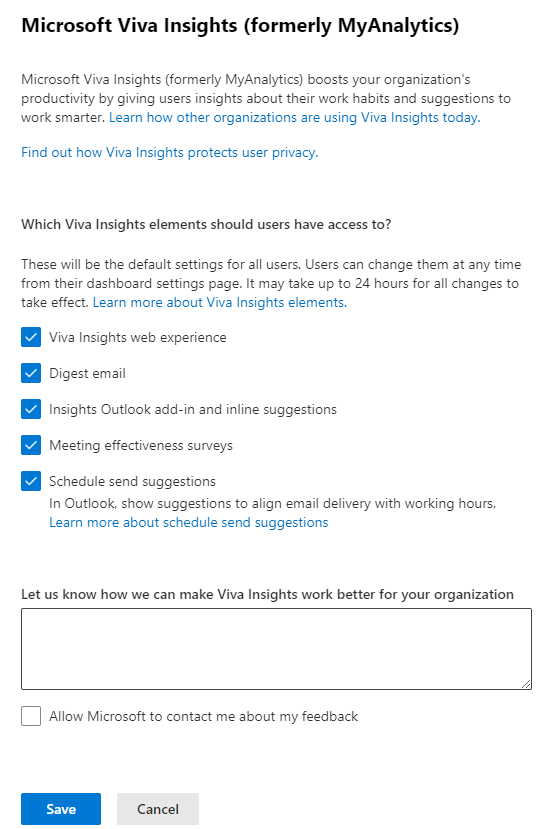 Microsoft Viva Insights (formerly MyAnalytics)
Microsoft Viva Insights (formerly MyAnalytics) boosts your organization's
productivity by giving users insights about their work habits and suggestions to
work smarter. Learn how other organizations are using Viva Insights today.
Find out how Viva Insights protects user privacy.
Which Viva Insights elements should users have access to?
These will be the default settings for all users. Users can change them at any time
from their dashboard settings page. It may take up to 24 hours for all changes to
take effect. Learn more about Viva Insights elements.
Viva Insights web experience
Digest email
Insights Outlook add-in and inline suggestions
Meeting effectiveness surveys
Schedule send suggestions
In Outlook, show suggestions to align email delivery with working hours.
Learn more about schedule send suggestions
Let us know how we can make Viva Insights work better for your organization
Allow Microsoft to contact me about my feedback
Save Cancel